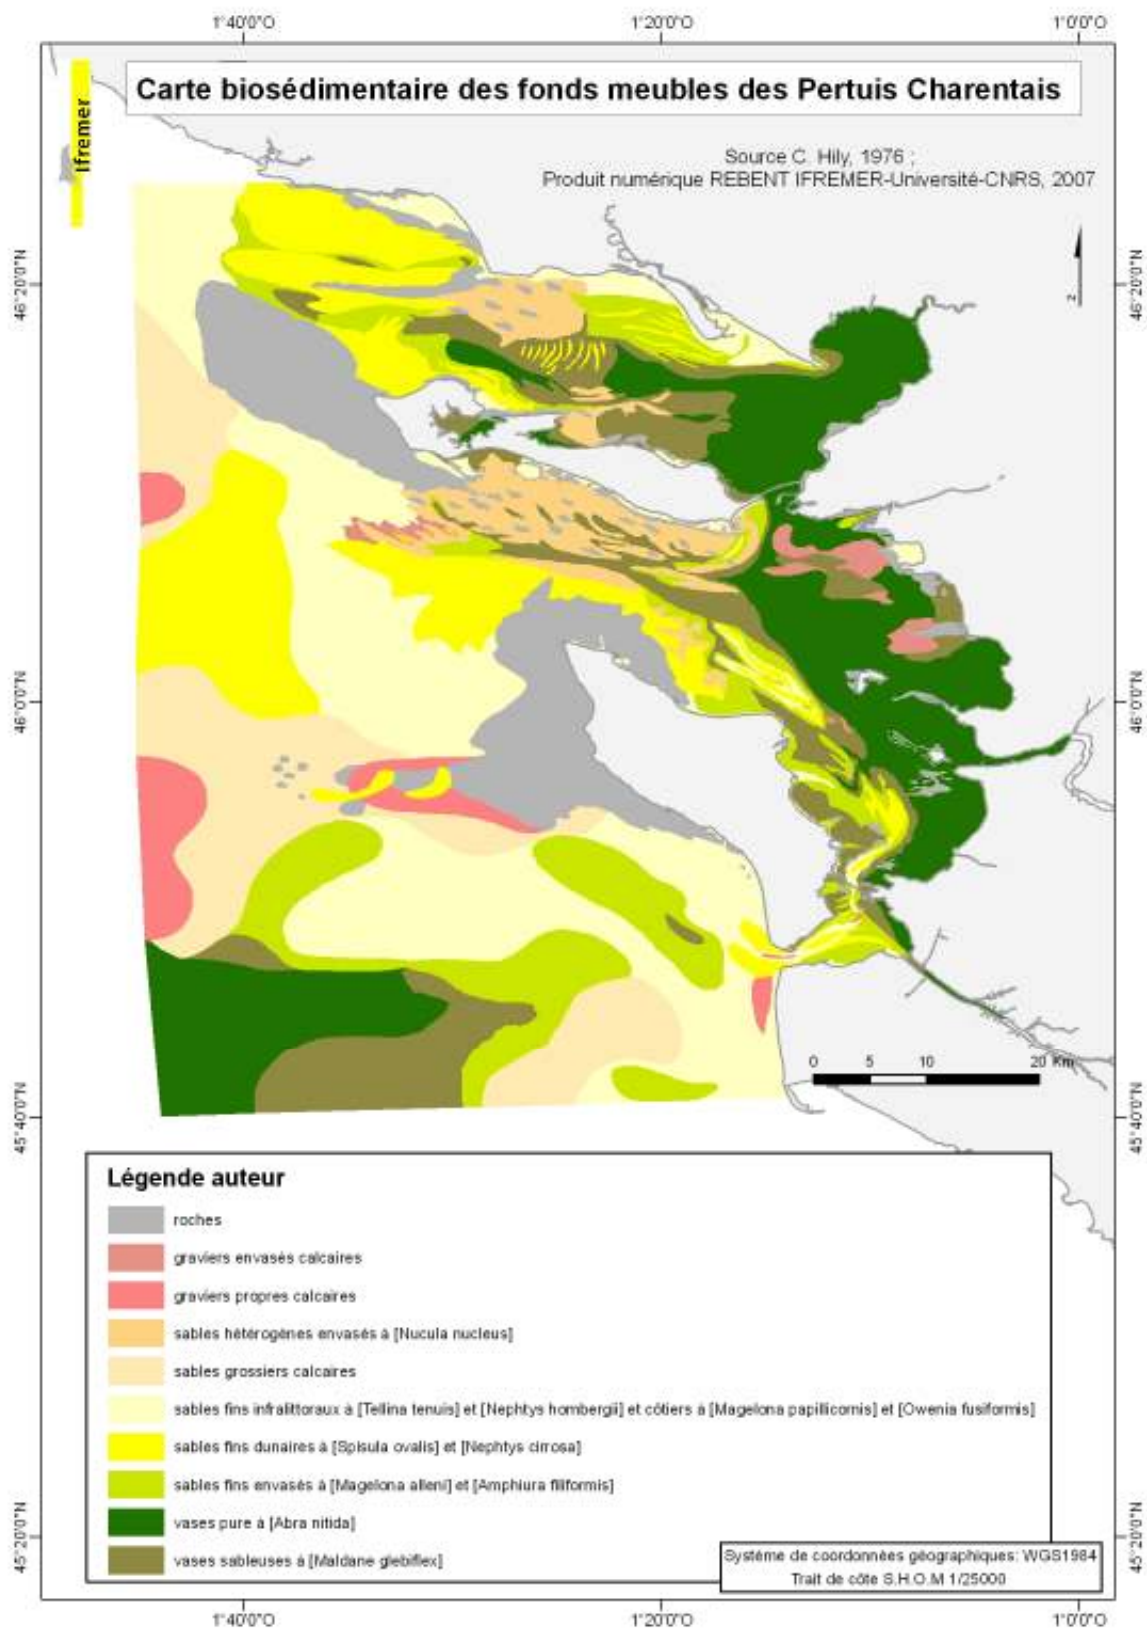 1°40'0"O 1°20'0"O 1°0'0"O
Ifremer
Carte biosédimentaire des fonds meubles des Pertuis Charentais
Source C. Hily, 1976 ;
Produit numérique REBENT IFREMER-Université-CNRS, 2007
46°20'0"N 46°20'0"N
N
46°0'0"N 46°0'0"N
0 5 10 20 Km
45°40'0"N 45°40'0"N
Légende auteur
roches
graviers envasés calcaires
graviers propres calcaires
sables hétérogènes envasés à [Nucula nucleus]
sables grossiers calcaires
sables fins infralittoraux à [Tellina tenuis] et [Nephtys hombergii] et côtiers à [Magelona papillicornis] et [Owenia fusiformis]
sables fins dunaires à [Spisula ovalis] et [Nephtys cirrosa]
sables fins envasés à [Magelona alleni] et [Amphiura filiformis]
vases pure à [Abra nitida]
vases sableuses à [Maldane glebiflex]
45°20'0"N 45°20'0"N
Système de coordonnées géographiques: WGS1984
Trait de côte S.H.O.M 1/25000
1°40'0"O 1°20'0"O 1°0'0"O